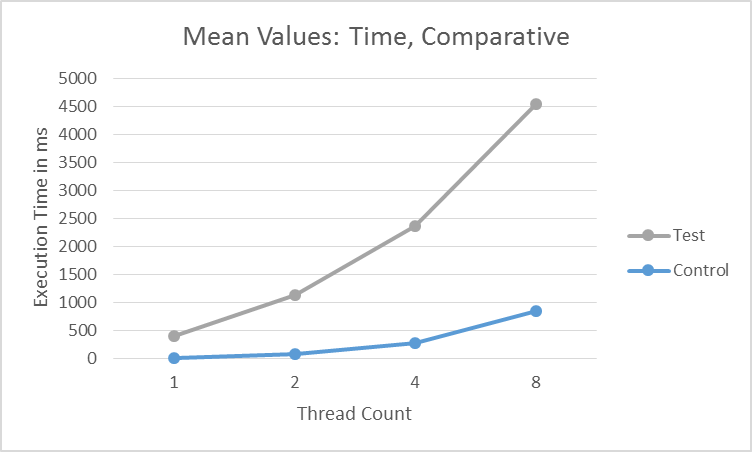 Mean Values: Time, Comparative
Execution Time in ms
5000
4500
4000
3500
3000
2500
2000
1500
1000
500
0
1 2 4 8
Thread Count
Test
Control